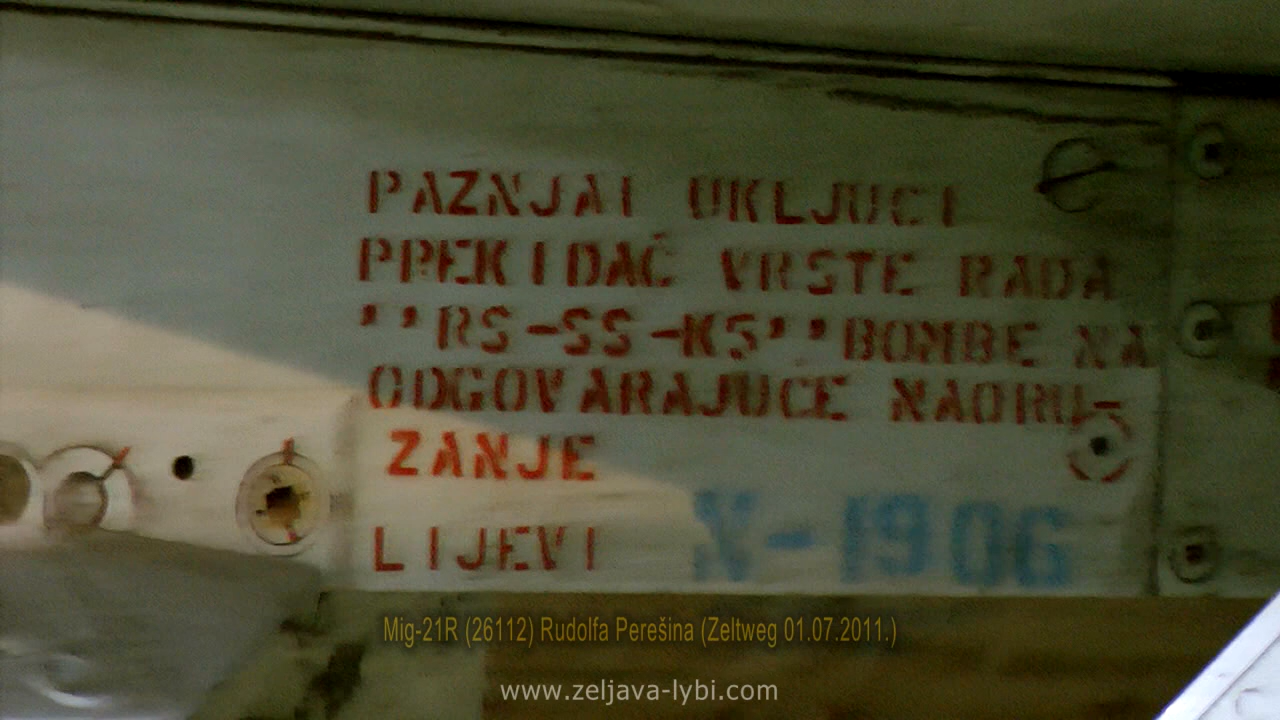 PAZNJA! UKLJUCI
PREKIDAČ VRSTE RADA
''RS-SS-K5''BOMBE NA
ODGOVARAJUĆE NAORU-
ZANJE
LIJEVI X-1906
Mig-21R (26112) Rudolfa Perešina (Zeltweg 01.07.2011.)
www.zeljava-lybi.com